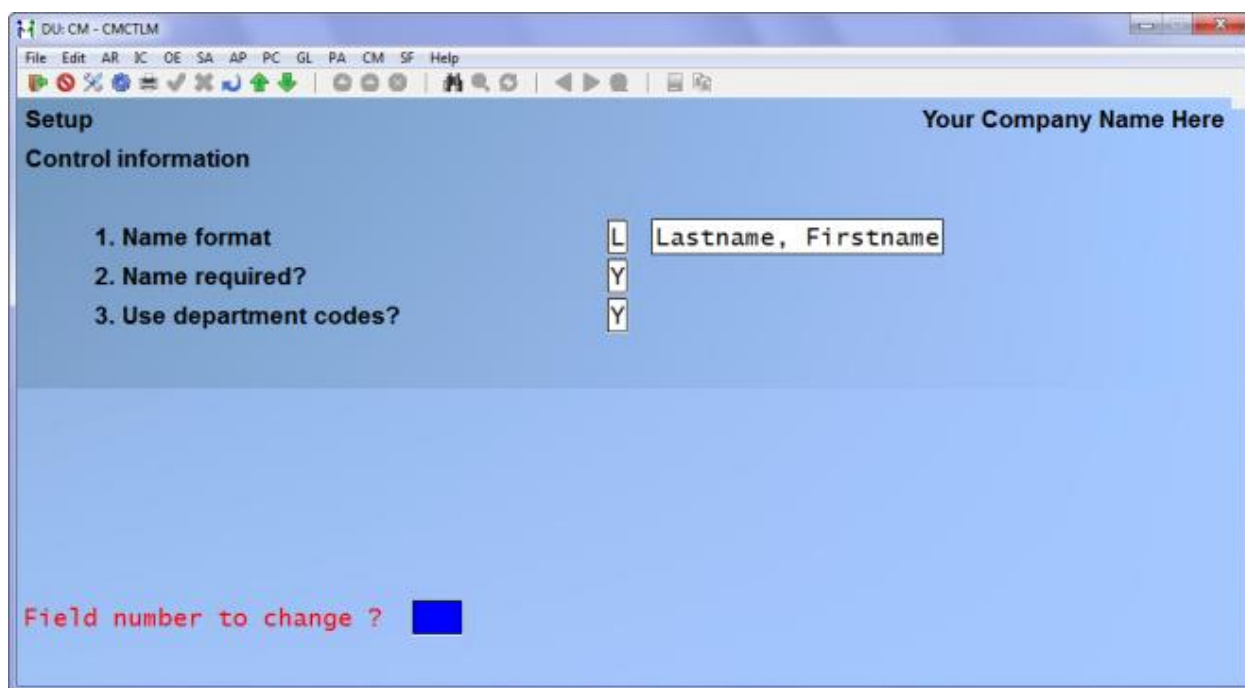 DU: CM - CMCTLM
File Edit AR IC OE SA AP PC GL PA CM SF Help
Setup Your Company Name Here
Control information
1. Name format L Lastname, Firstname
2. Name required? Y
3. Use department codes? Y
Field number to change ?